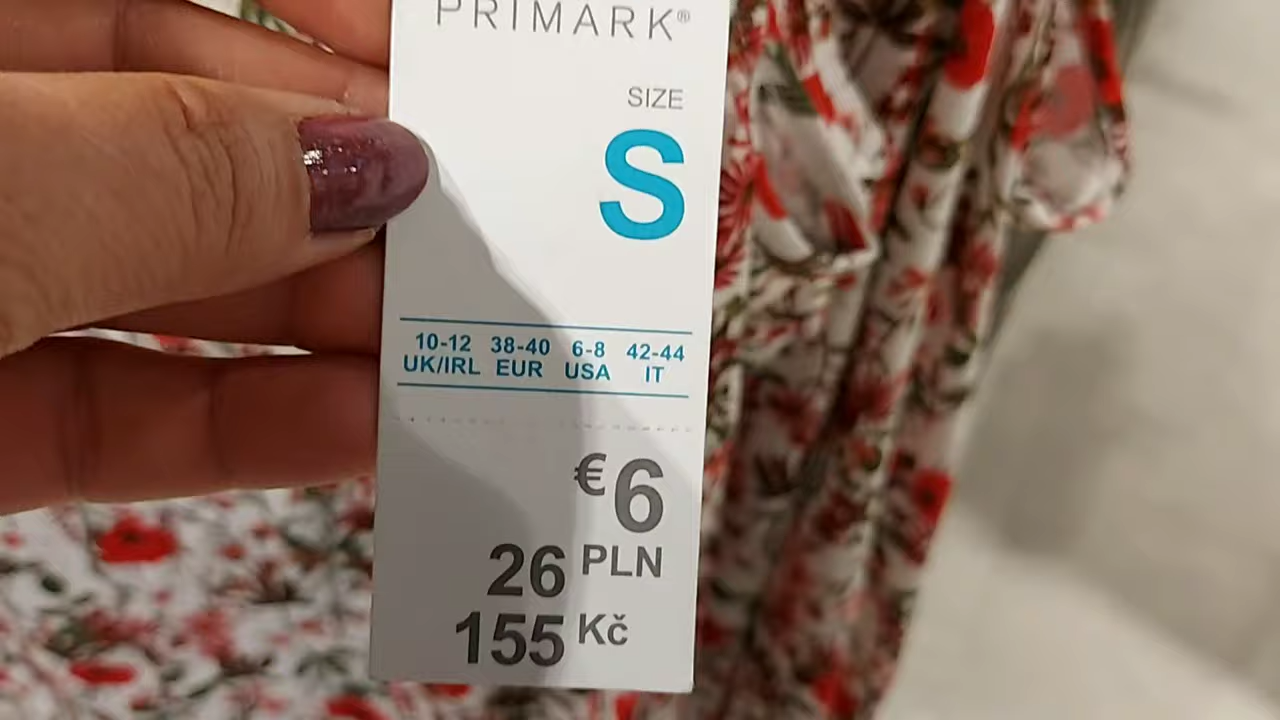 PRIMARK®
SIZE
S
10-12 38-40 6-8 42-44
UK/IRL EUR USA IT
€6
26 PLN
155 Kč